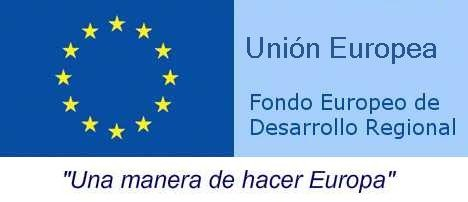 Unión Europea
Fondo Europeo de
Desarrollo Regional
"Una manera de hacer Europa"